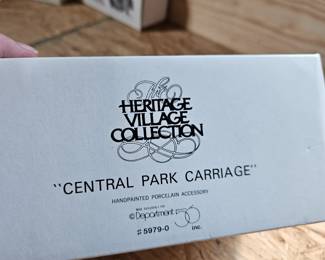 The
HERITAGE
VILLAGE
COLLECTION
"CENTRAL PARK CARRIAGE"
HANDPAINTED PORCELAIN ACCESSORY
©Department 56
#5979-0 inc.